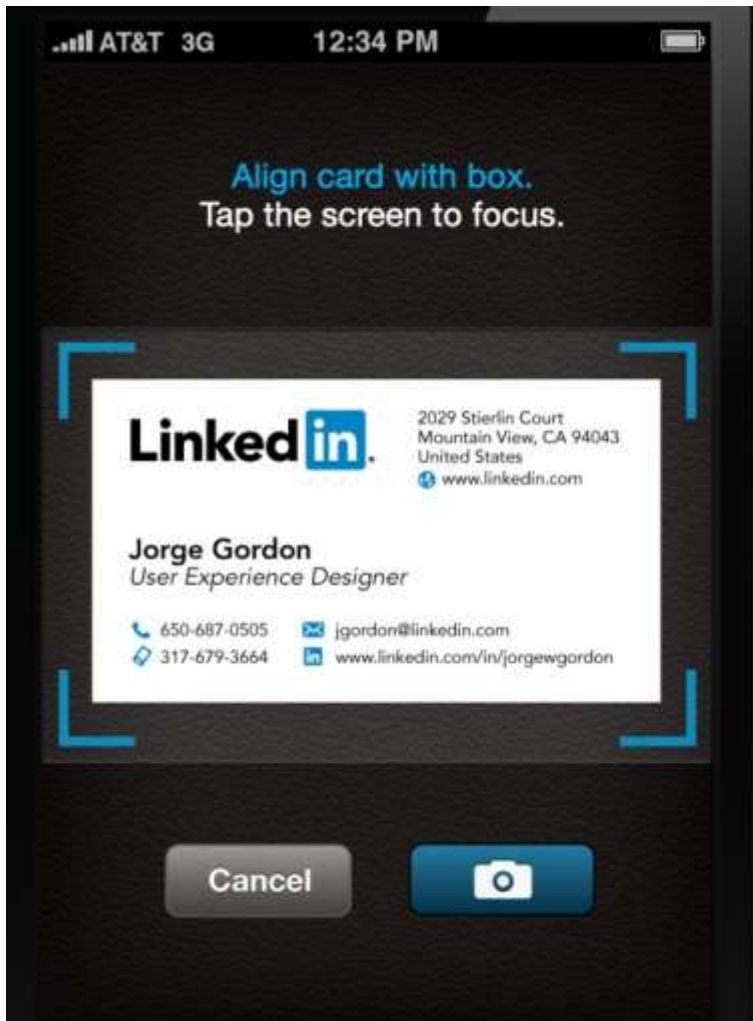 AT&T 3G 12:34 PM
Align card with box.
Tap the screen to focus.
Linked in.
2029 Stierlin Court
Mountain View, CA 94043
United States
www.linkedin.com
Jorge Gordon
User Experience Designer
650-687-0505 jgordon@linkedin.com
317-679-3664 www.linkedin.com/in/jorgewgordon
Cancel